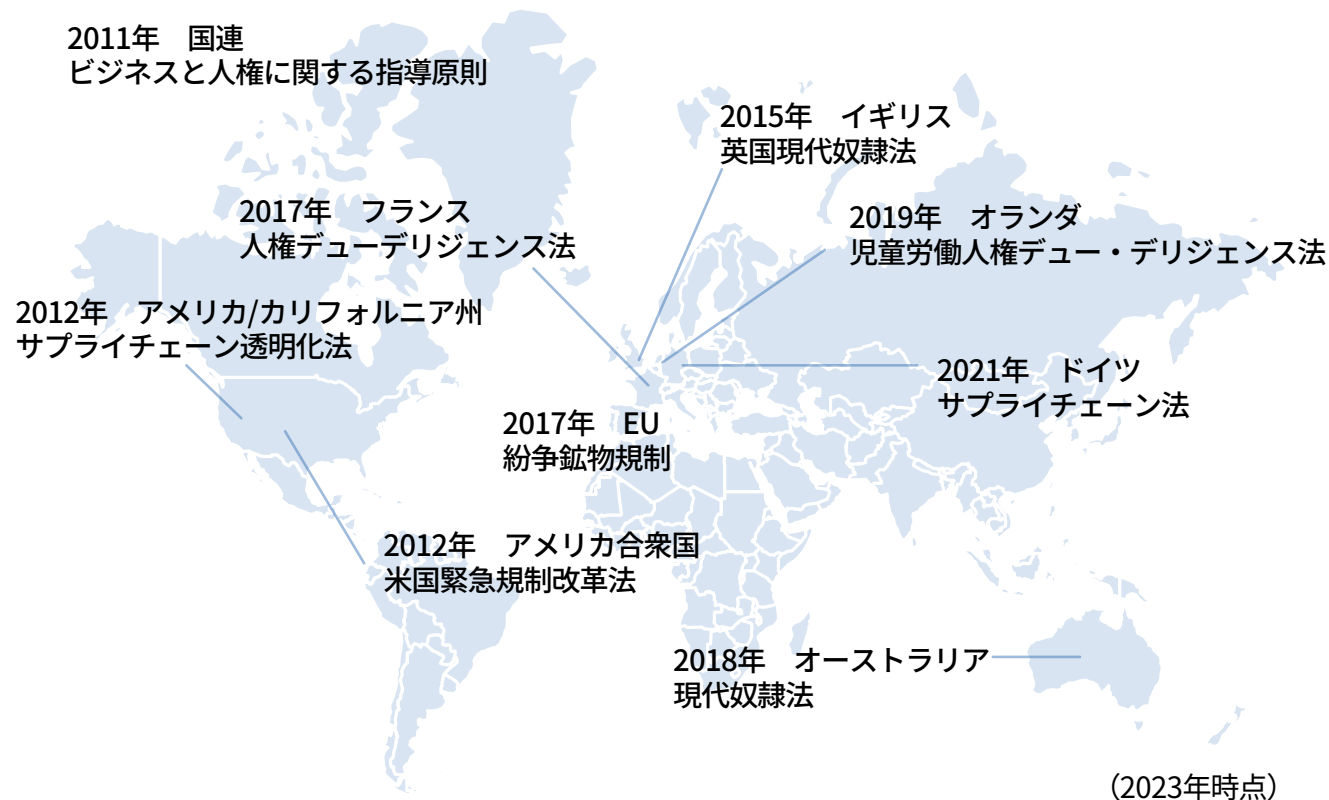 2011年　国連
ビジネスと人権に関する指導原則
2015年　イギリス
英国現代奴隷法
2017年　フランス
人権デューデリジェンス法
2019年　オランダ
児童労働人権デュー・デリジェンス法
2012年　アメリカ/カリフォルニア州
サプライチェーン透明化法
2021年　ドイツ
サプライチェーン法
2017年　EU
紛争鉱物規制
2012年　アメリカ合衆国
米国緊急規制改革法
2018年　オーストラリア
現代奴隷法
（2023年時点）